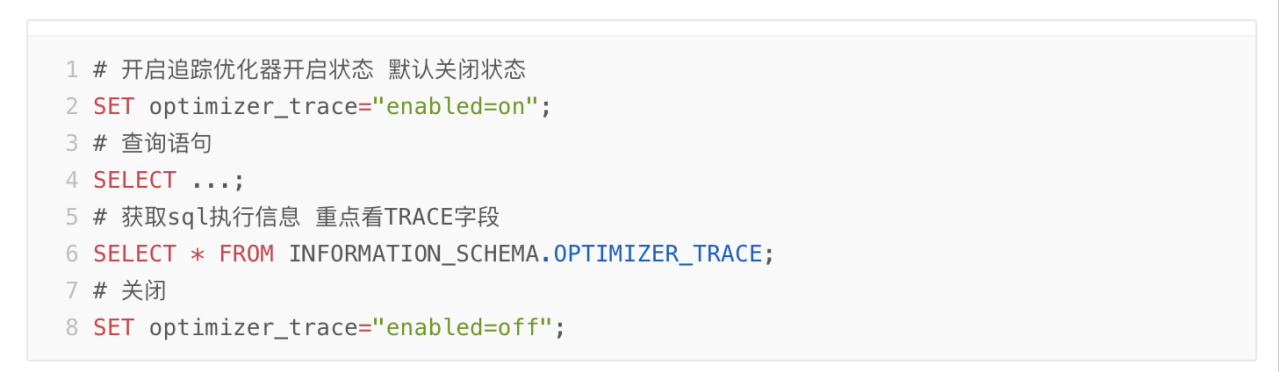 1 # 开启追踪优化器开启状态 默认关闭状态
2 SET optimizer_trace="enabled=on";
3 # 查询语句
4 SELECT ...;
5 # 获取sql执行信息 重点看TRACE字段
6 SELECT * FROM INFORMATION_SCHEMA.OPTIMIZER_TRACE;
7 # 关闭
8 SET optimizer_trace="enabled=off";